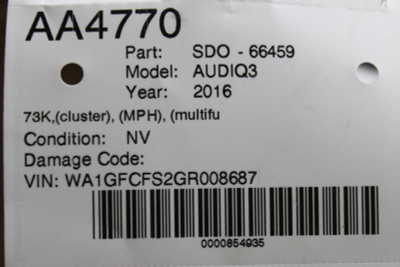 AA4770
Part: SDO - 66459
Model: AUDIQ3
Year: 2016
73K,(cluster), (MPH), (multifu
Condition: NV
Damage Code:
VIN: WA1GFCFS2GR008687
0000854935